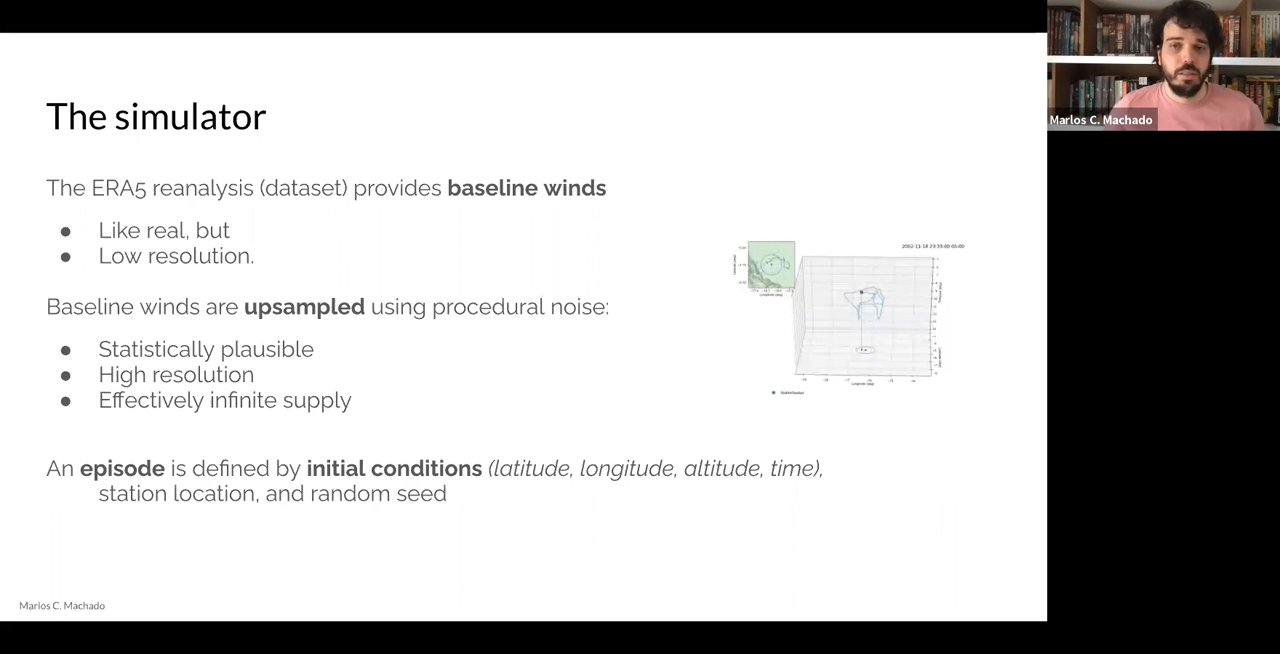 The simulator
Marlos C. Machado
The ERA5 reanalysis (dataset) provides baseline winds
● Like real, but
● Low resolution.
Baseline winds are upsampled using procedural noise:
● Statistically plausible
● High resolution
● Effectively infinite supply
An episode is defined by initial conditions (latitude, longitude, altitude, time),
station location, and random seed
Longitude [deg]
Marlos C. Machado